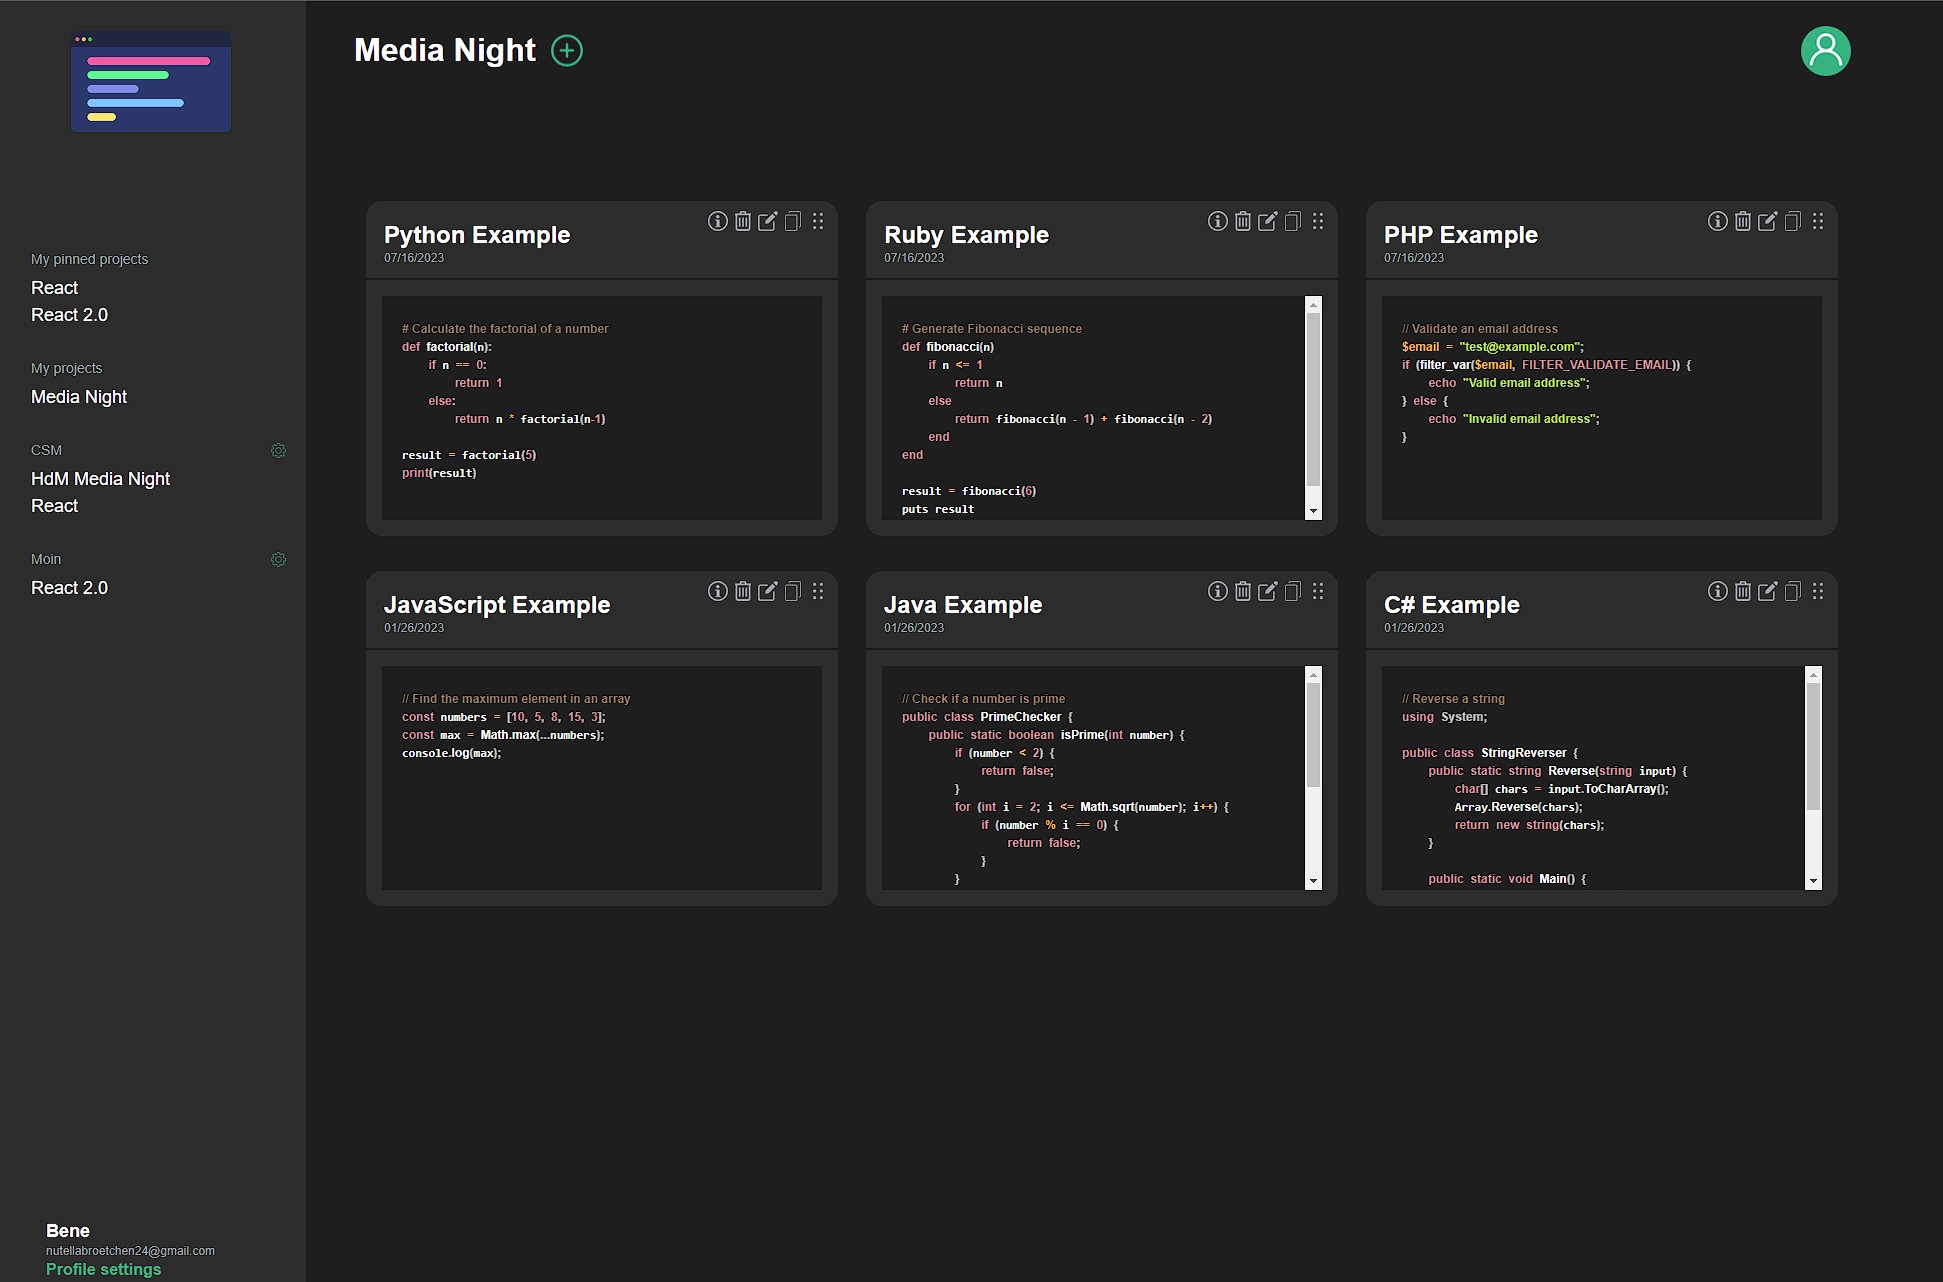 Media Night
My pinned projects
React
React 2.0
My projects
Media Night
CSM
HdM Media Night
React
Moin
React 2.0
Bene
nutellabroetchen24@gmail.com
Profile settings
Python Example
07/16/2023
# Calculate the factorial of a number
def factorial(n):
    if n == 0:
        return 1
    else:
        return n * factorial(n-1)

result = factorial(5)
print(result)
Ruby Example
07/16/2023
# Generate Fibonacci sequence
def fibonacci(n)
    if n <= 1
        return n
    else
        return fibonacci(n - 1) + fibonacci(n - 2)
    end
end

result = fibonacci(6)
puts result
PHP Example
07/16/2023
// Validate an email address
$email = "test@example.com";
if (filter_var($email, FILTER_VALIDATE_EMAIL)) {
    echo "Valid email address";
} else {
    echo "Invalid email address";
}
JavaScript Example
01/26/2023
// Find the maximum element in an array
const numbers = [10, 5, 8, 15, 3];
const max = Math.max(...numbers);
console.log(max);
Java Example
01/26/2023
// Check if a number is prime
public class PrimeChecker {
    public static boolean isPrime(int number) {
        if (number < 2) {
            return false;
        }
        for (int i = 2; i <= Math.sqrt(number); i++) {
            if (number % i == 0) {
                return false;
            }
        }
C# Example
01/26/2023
// Reverse a string
using System;

public class StringReverser {
    public static string Reverse(string input) {
        char[] chars = input.ToCharArray();
        Array.Reverse(chars);
        return new string(chars);
    }

    public static void Main() {